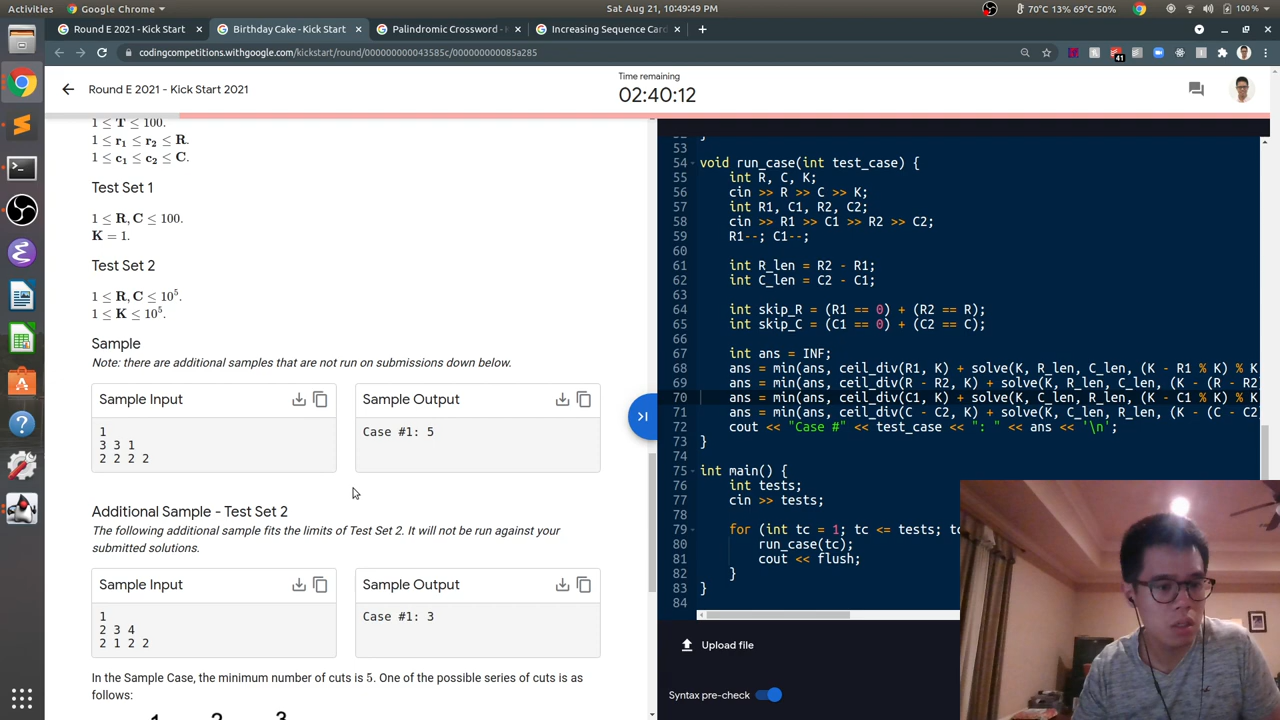 Activities
Google Chrome
Sat Aug 21, 10:49:49 PM
70°C 13% 69°C 50%
100 %
Round E 2021 - Kick Start 2021
Birthday Cake - Kick Start
Palindromic Crossword -
Increasing Sequence Car
codingcompetitions.withgoogle.com/kickstart/round/000000000043585c/000000000085a285
41
Round E 2021 - Kick Start 2021
Time remaining
02:40:12
1 ≤ T ≤ 100.
1 ≤ r₁ ≤ r₂ ≤ R.
1 ≤ c₁ ≤ c₂ ≤ C.
Test Set 1
1 ≤ R, C ≤ 100.
K = 1.
Test Set 2
1 ≤ R, C ≤ 10⁵.
1 ≤ K ≤ 10⁵.
Sample
Note: there are additional samples that are not run on submissions down below.
Sample Input
1
3 3 1
2 2 2 2
Sample Output
Case #1: 5
Additional Sample - Test Set 2
The following additional sample fits the limits of Test Set 2. It will not be run against your
submitted solutions.
Sample Input
1
2 3 4
2 1 2 2
Sample Output
Case #1: 3
In the Sample Case, the minimum number of cuts is 5. One of the possible series of cuts is as
follows:
1 2 3
53
54 void run_case(int test_case) {
55 int R, C, K;
56 cin >> R >> C >> K;
57 int R1, C1, R2, C2;
58 cin >> R1 >> C1 >> R2 >> C2;
59 R1--; C1--;
60
61 int R_len = R2 - R1;
62 int C_len = C2 - C1;
63
64 int skip_R = (R1 == 0) + (R2 == R);
65 int skip_C = (C1 == 0) + (C2 == C);
66
67 int ans = INF;
68 ans = min(ans, ceil_div(R1, K) + solve(K, R_len, C_len, (K - R1 % K) % K
69 ans = min(ans, ceil_div(R - R2, K) + solve(K, R_len, C_len, (K - (R - R2
70 ans = min(ans, ceil_div(C1, K) + solve(K, C_len, R_len, (K - C1 % K) % K
71 ans = min(ans, ceil_div(C - C2, K) + solve(K, C_len, R_len, (K - (C - C2
72 cout << "Case #" << test_case << ": " << ans << '\n';
73 }
74
75 int main() {
76 int tests;
77 cin >> tests;
78
79 for (int tc = 1; tc <= tests; tc
80 run_case(tc);
81 cout << flush;
82 }
83 }
84
Upload file
Syntax pre-check